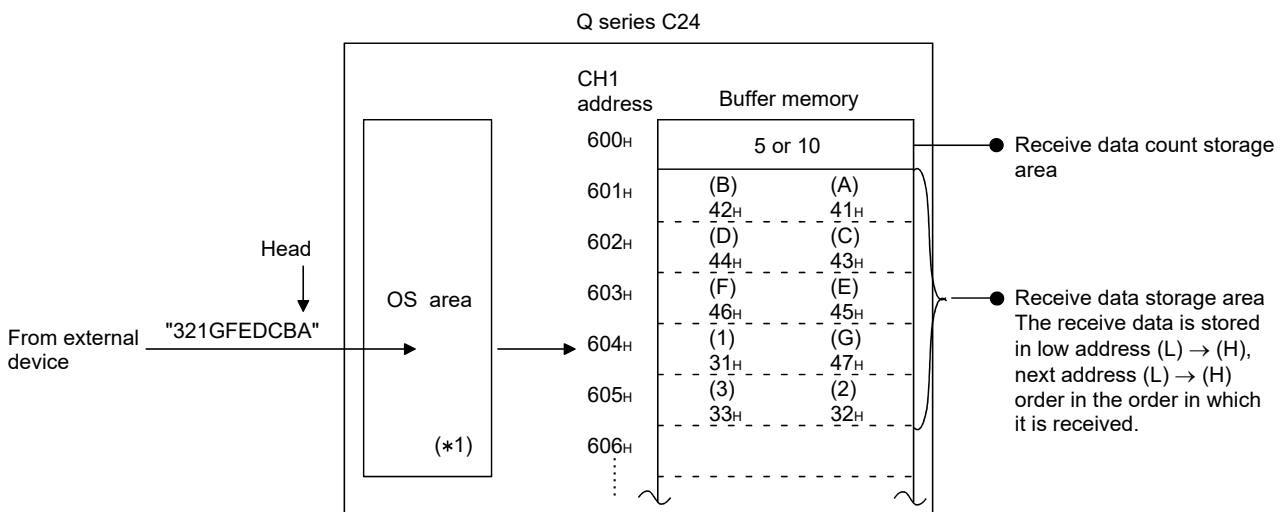 Q series C24
CH1
address
Buffer memory
600H
5 or 10
Receive data count storage
area
601H
(B) (A)
42H 41H
602H
(D) (C)
44H 43H
Head
603H
(F) (E)
46H 45H
OS area
Receive data storage area
The receive data is stored
in low address (L) → (H),
next address (L) → (H)
order in the order in which
it is received.
From external
device
"321GFEDCBA"
604H
(1) (G)
31H 47H
605H
(3) (2)
33H 32H
(*1)
606H